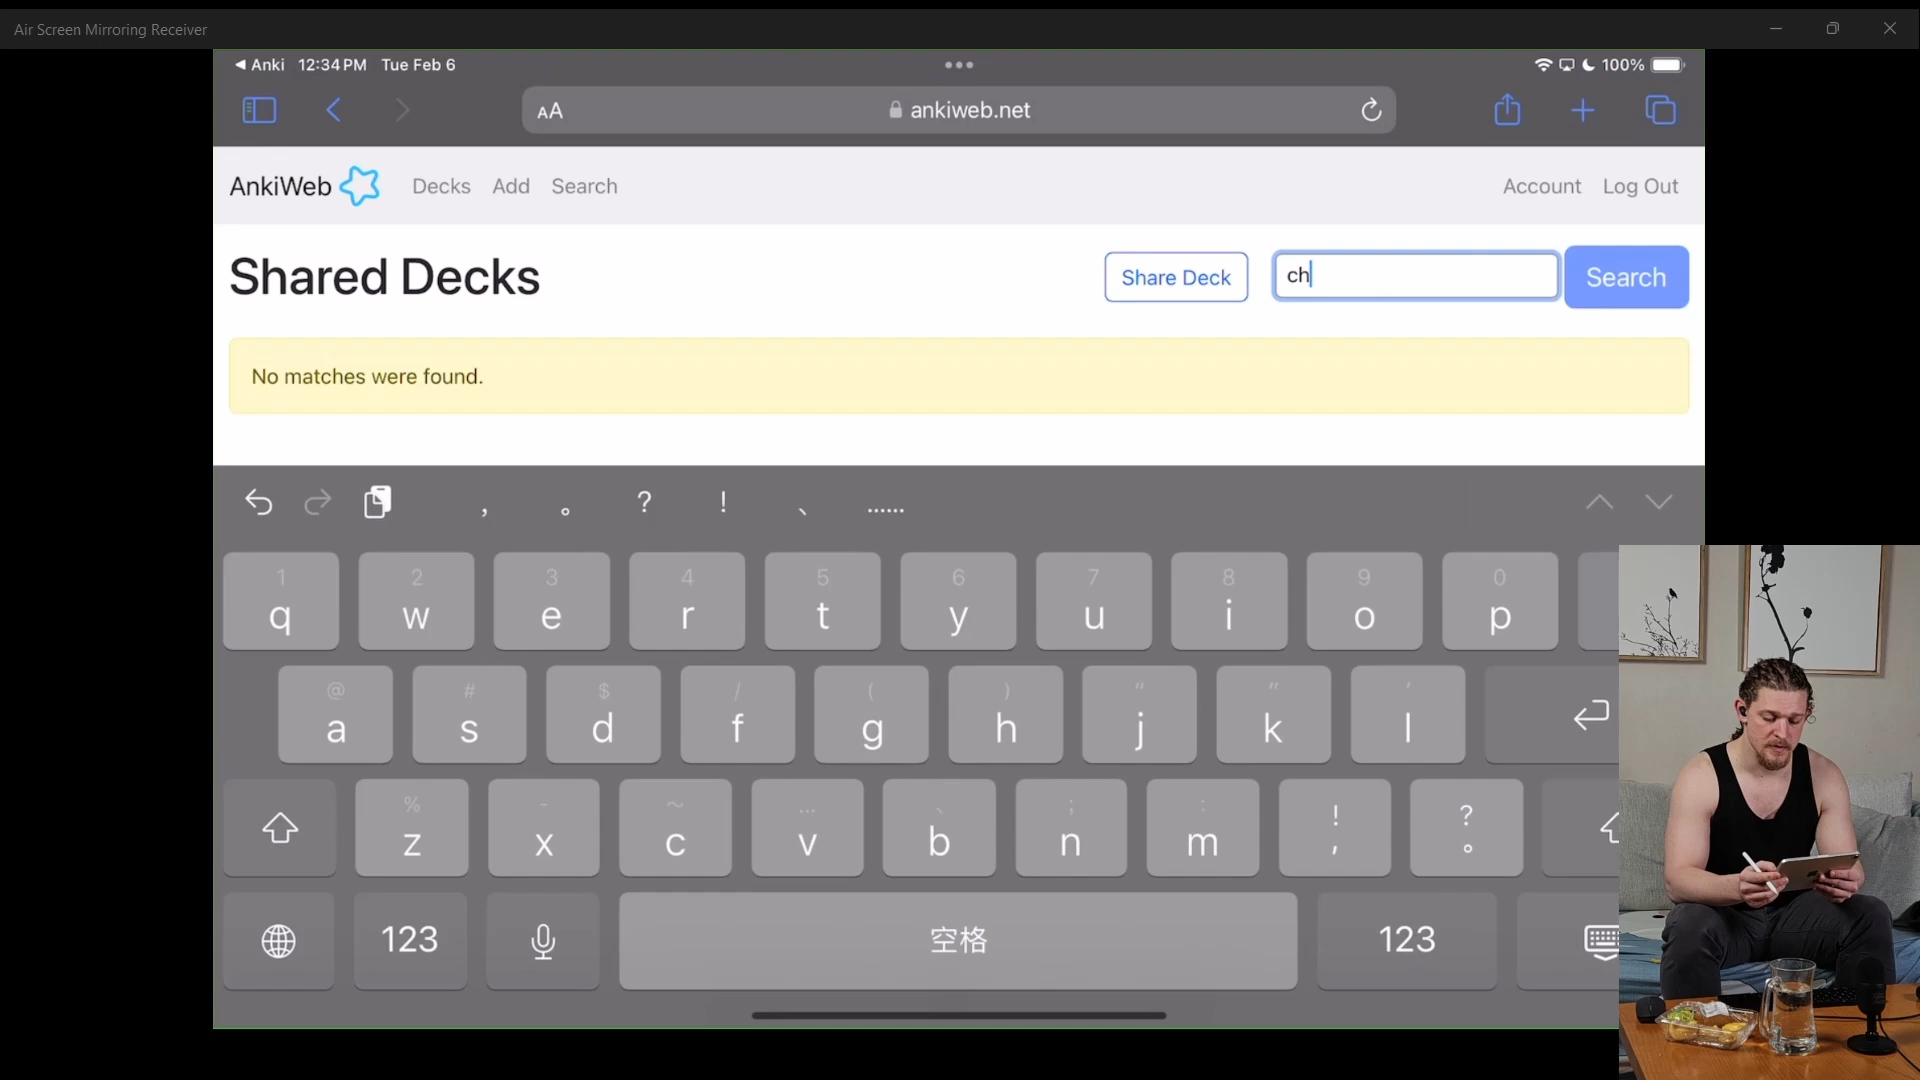 Air Screen Mirroring Receiver
Anki 12:34 PM Tue Feb 6
100%
AA ankiweb.net
AnkiWeb Decks Add Search Account Log Out
Shared Decks Share Deck ch Search
No matches were found.
, 。 ? ! 、 ......
1 2 3 4 5 6 7 8 9 0
q w e r t y u i o p
@ # $ / ( ) “ ” ‘
a s d f g h j k l
% - ~ ... 、 ; : ! ?
z x c v b n m , 。
123 空格 123